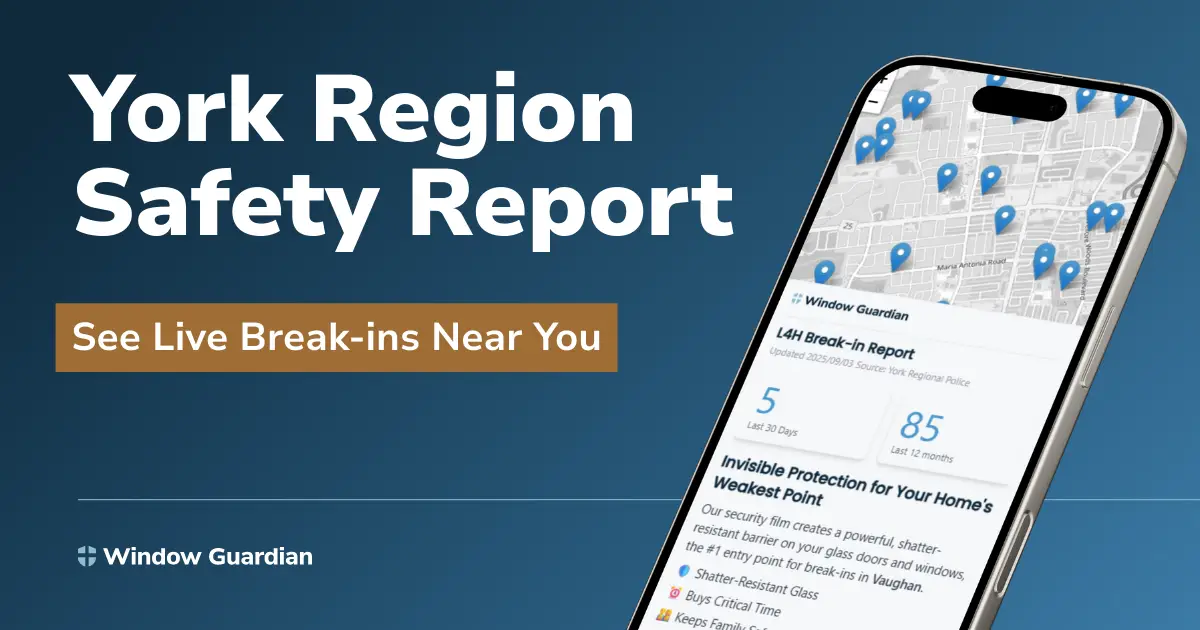 York Region
Safety Report
See Live Break-ins Near You
Window Guardian
25
Maria Antonia Road
Window Guardian
L4H Break-in Report
Updated 2025/09/03 Source: York Regional Police
5
Last 30 Days
85
Last 12 months
Invisible Protection for Your Home's
Weakest Point
Our security film creates a powerful, shatter-
resistant barrier on your glass doors and windows,
the #1 entry point for break-ins in Vaughan.
Shatter-Resistant Glass
Buys Critical Time
Keeps Family